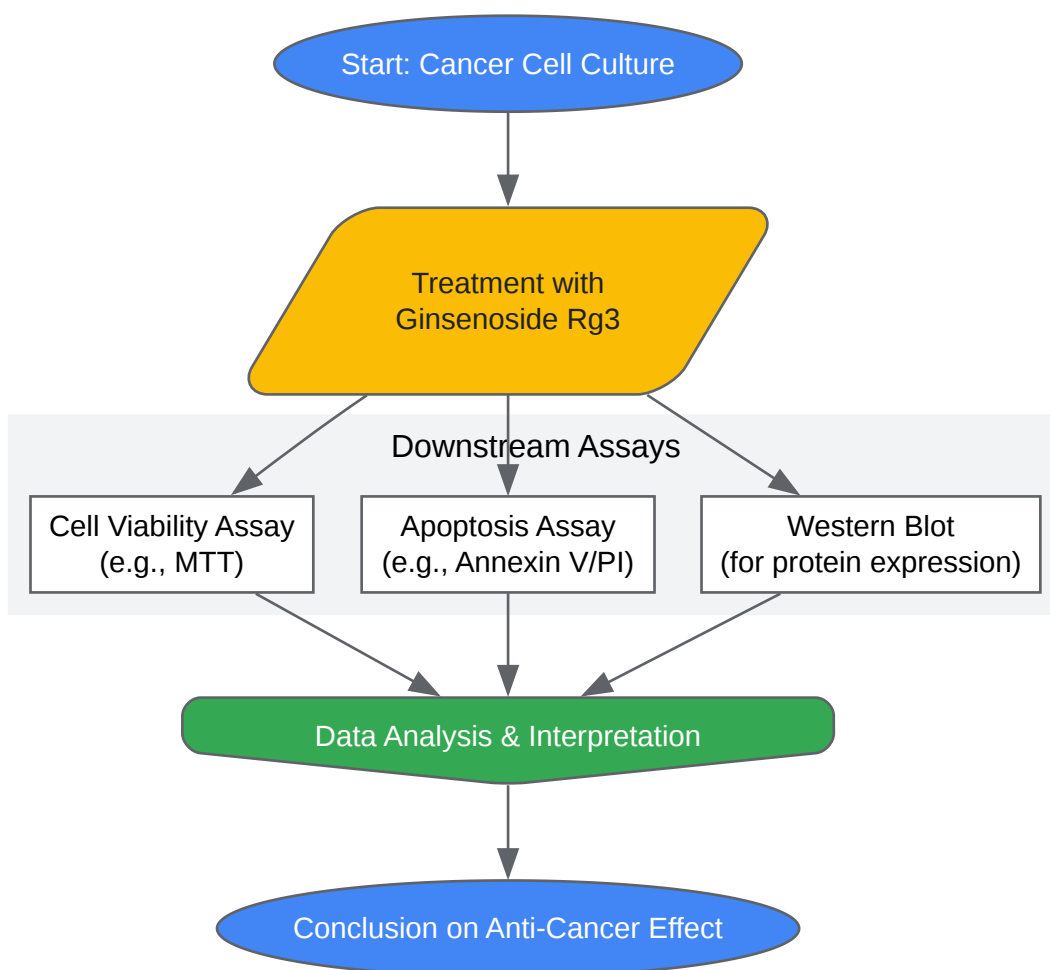 Start: Cancer Cell Culture
Treatment with
Ginsenoside Rg3
Downstream Assays
Cell Viability Assay
(e.g., MTT)
Apoptosis Assay
(e.g., Annexin V/PI)
Western Blot
(for protein expression)
Data Analysis & Interpretation
Conclusion on Anti-Cancer Effect